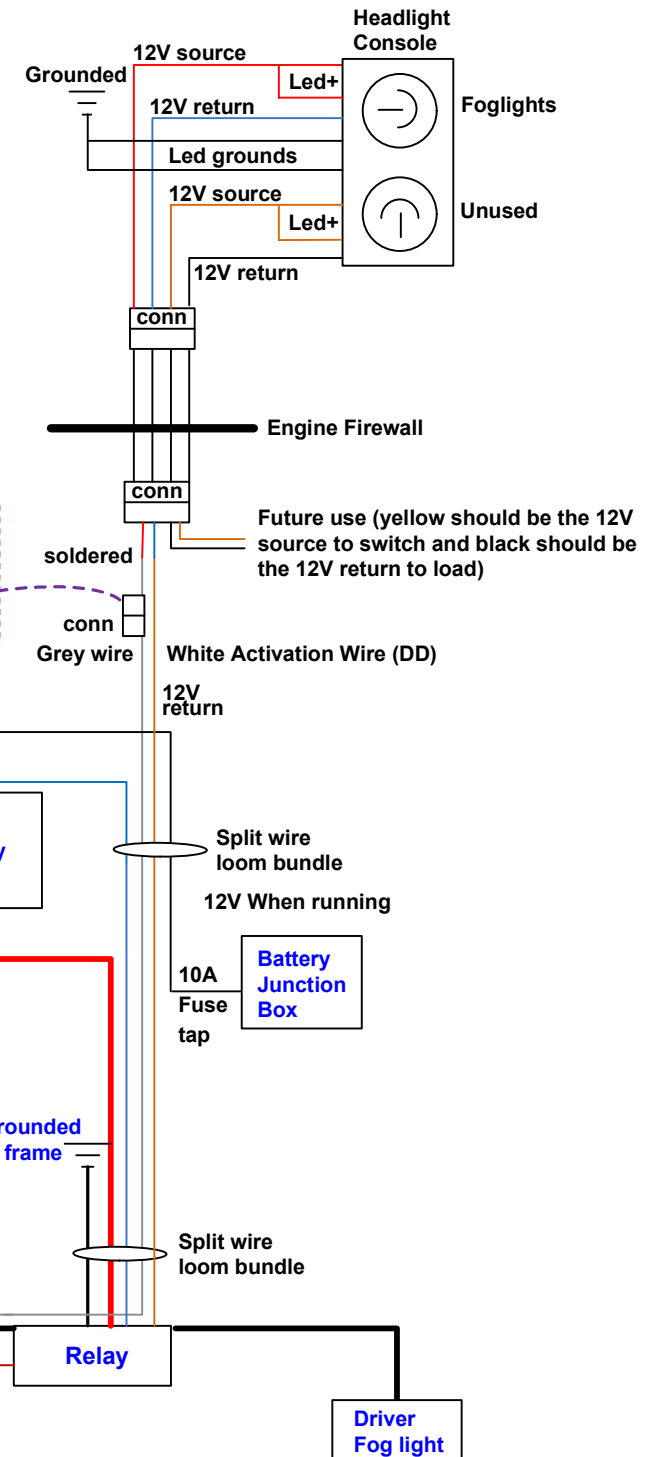 Headlight
Console
12V source
Grounded
Led+
Foglights
12V return
Led grounds
12V source
Led+
Unused
12V return
conn
Engine Firewall
conn
Future use (yellow should be the 12V
source to switch and black should be
the 12V return to load)
soldered
conn
Grey wire
White Activation Wire (DD)
12V
return
Split wire
loom bundle
12V When running
10A
Fuse
tap
Battery
Junction
Box
rounded
frame
Split wire
loom bundle
Relay
Driver
Fog light